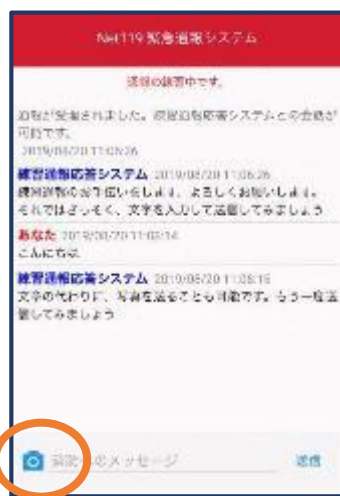 Net119 緊急通報システム
通報の練習中です。
通報が受理されました。練習通報応答システムとの会話が
可能です。
2019/08/20 11:06:26
練習通報応答システム 2019/08/20 11:06:26
練習通報のお手伝いをします。よろしくお願いします。
それではさっそく、文字を入力して送信してみましょう
あなた 2019/08/20
こんにちは
練習通報応答システム 2019/08/20
文字の代わりに、写真を送ることも可能です。もう一度送
信してみましょう
のメッセージ
送信